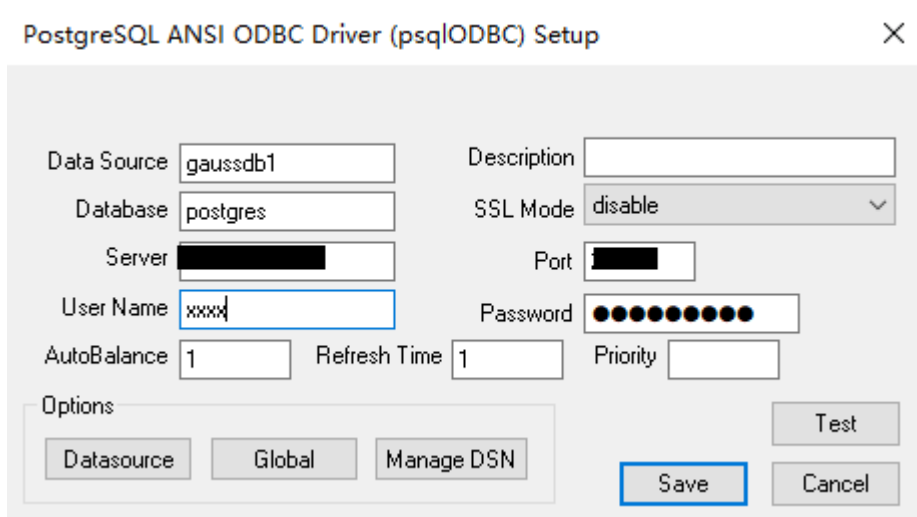 PostgreSQL ANSI ODBC Driver (psqlODBC) Setup
Data Source gaussdb1 Description
Database postgres SSL Mode disable
Server Port
User Name xxxx Password ●●●●●●●●●
AutoBalance 1 Refresh Time 1 Priority
Options
Test
Datasource Global Manage DSN
Save Cancel